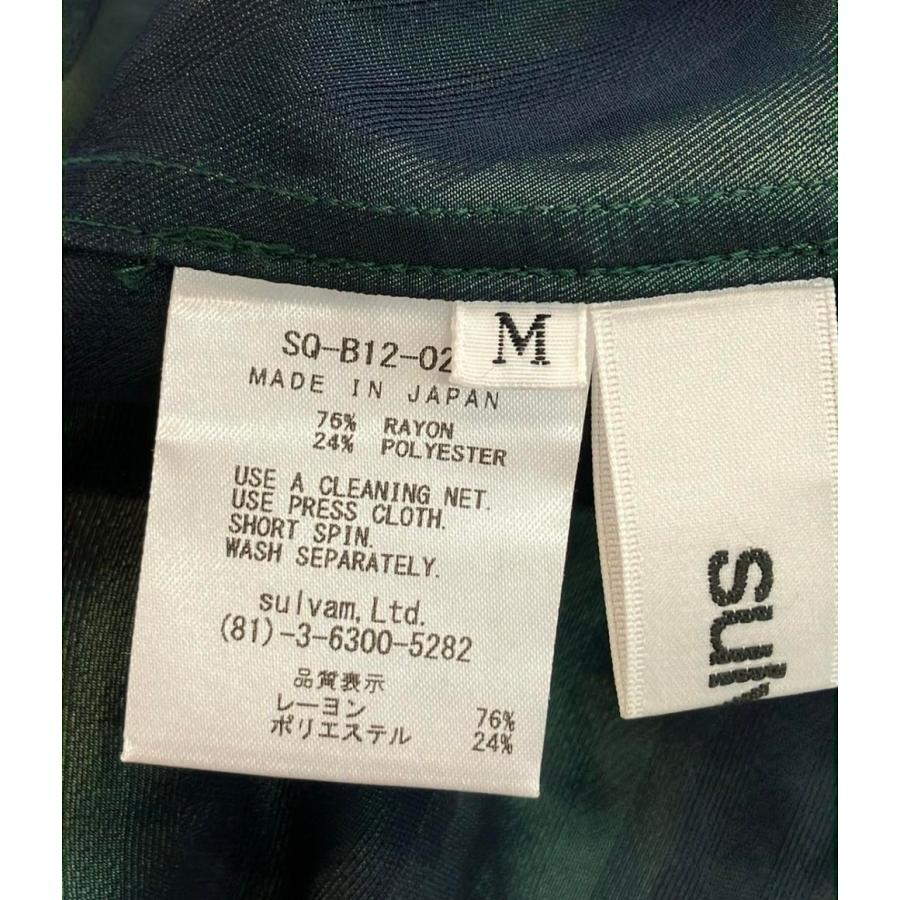 SQ-B12-02
M
MADE IN JAPAN
76% RAYON
24% POLYESTER
USE A CLEANING NET.
USE PRESS CLOTH.
SHORT SPIN.
WASH SEPARATELY.
sulvam, Ltd.
(81)-3-6300-5282
品質表示
レーヨン 76%
ポリエステル 24%